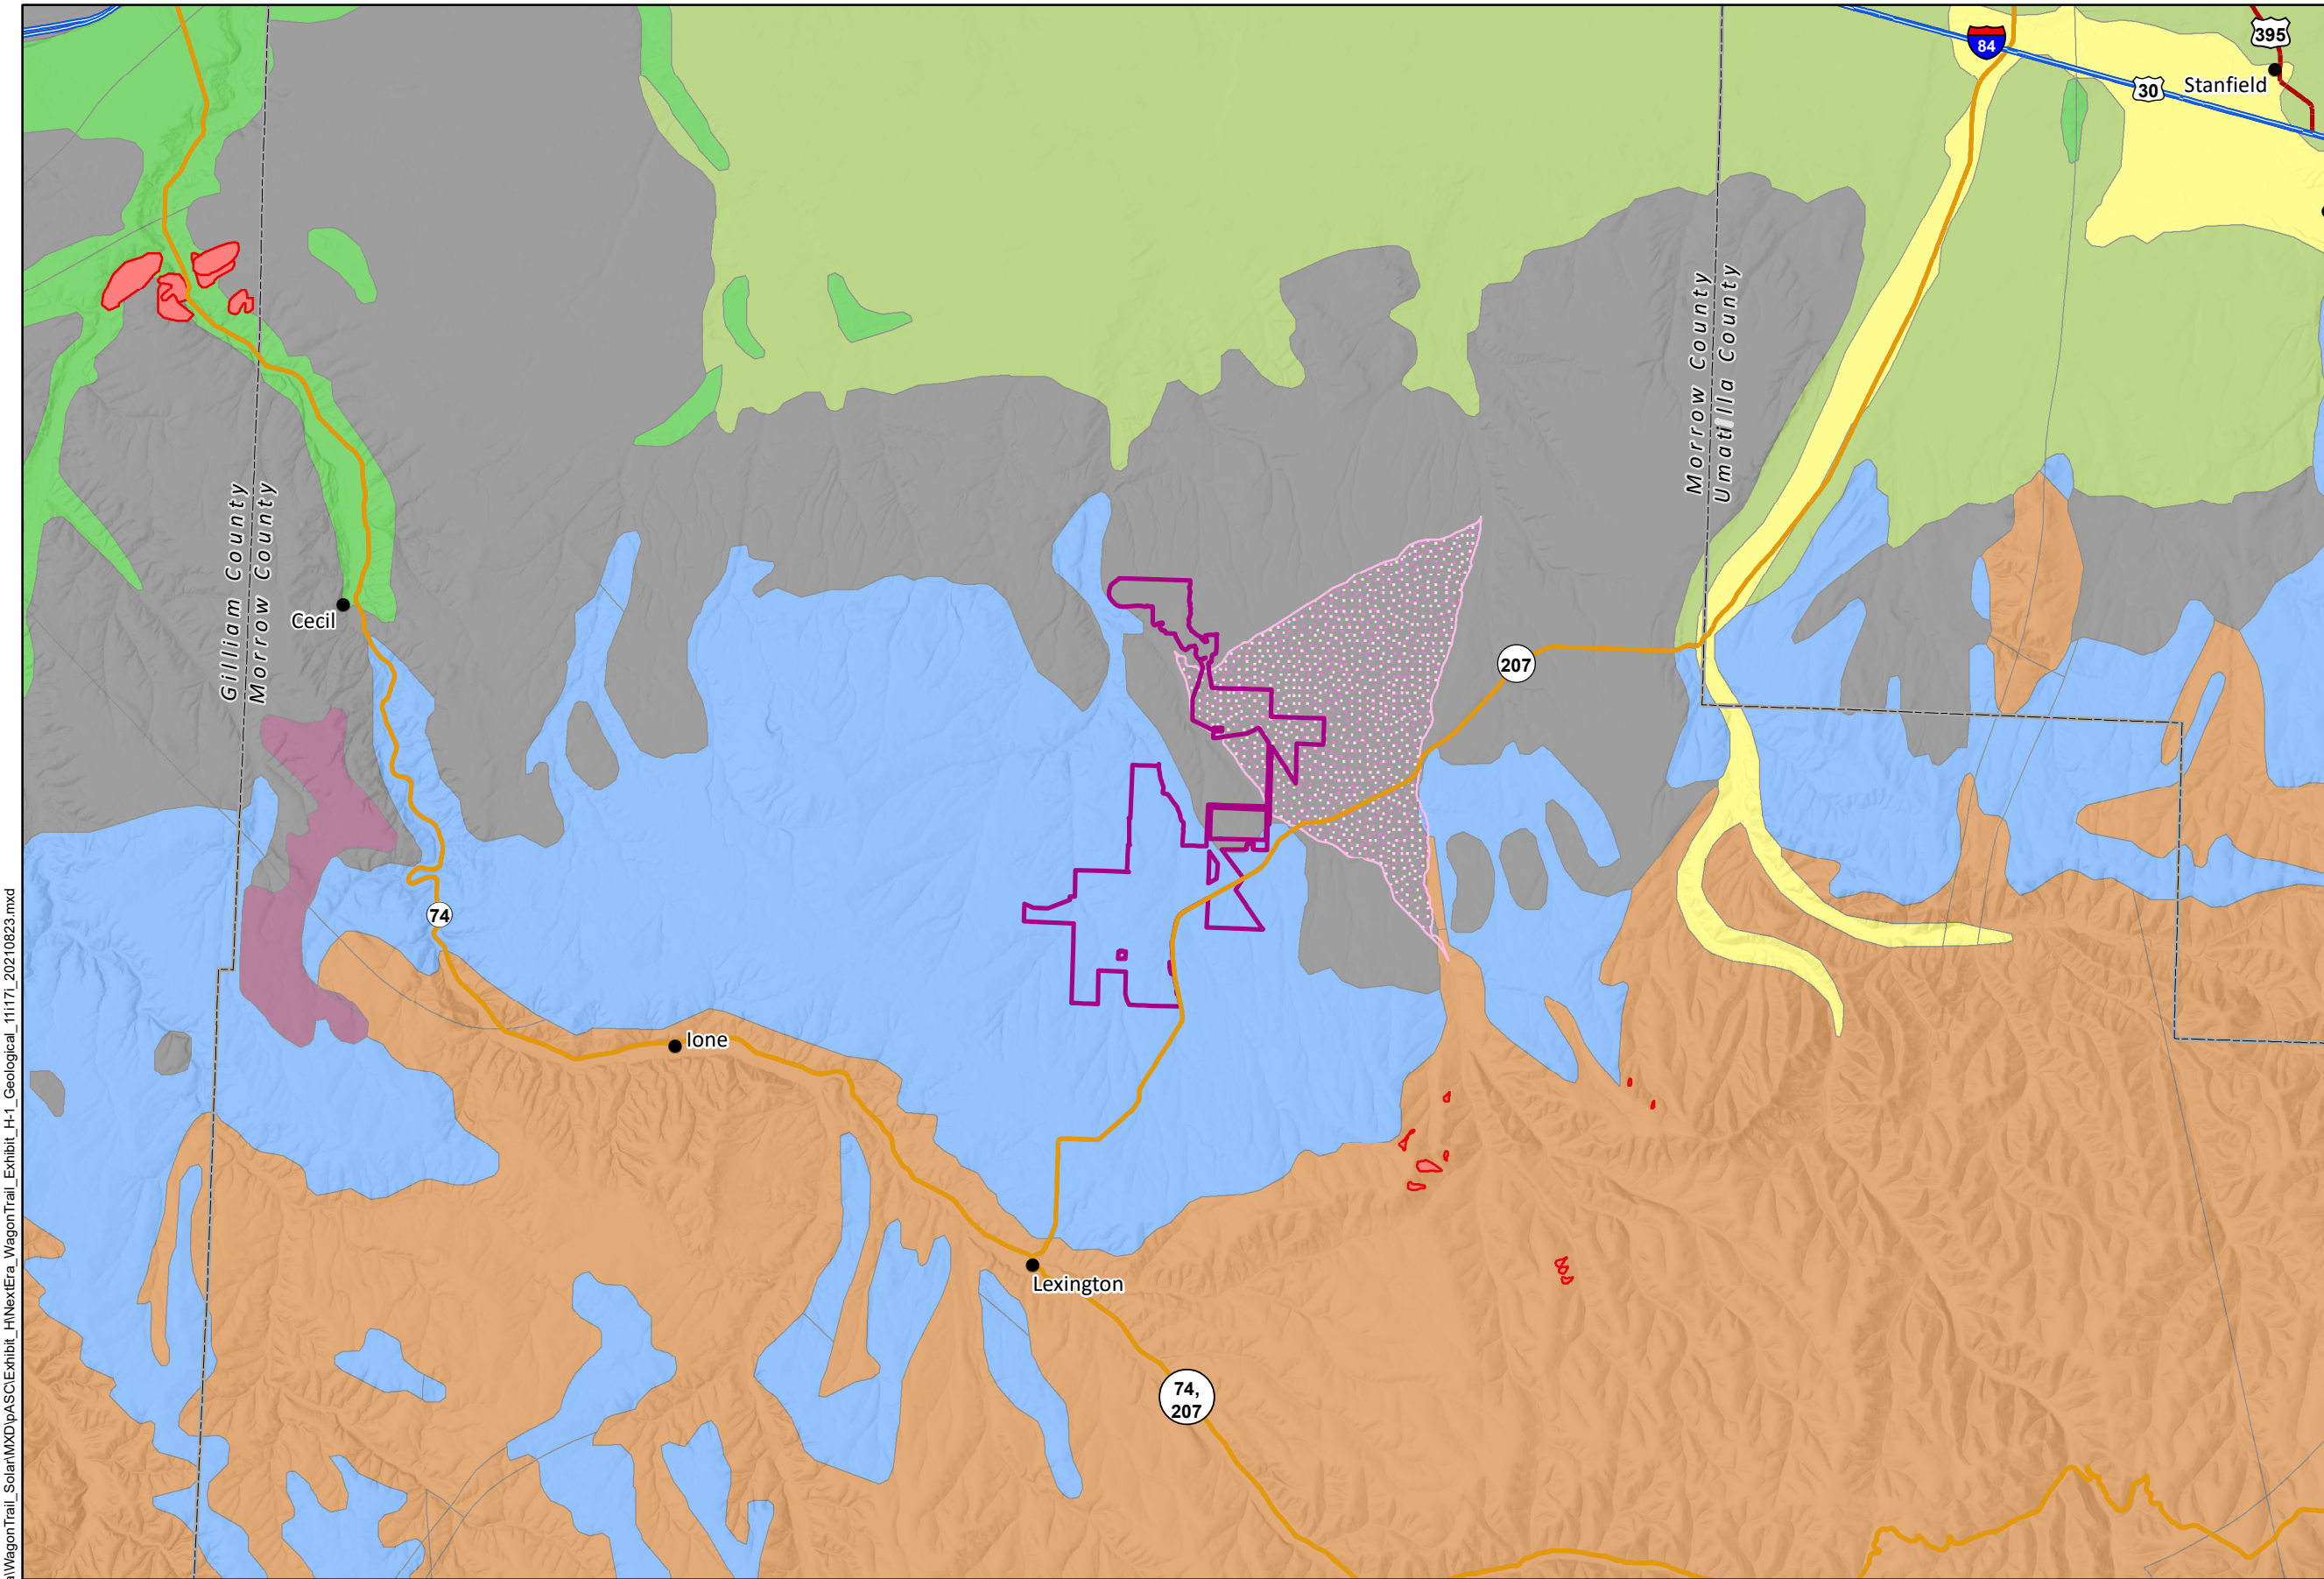 395
84
30
Stanfield
Morrow County
Umatilla County
Gilliam County
Morrow County
Cecil
207
74
Ione
Lexington
74,
207
\WagonTrail_Solar\MXD\pASC\Exhibit_H\NextEra_WagonTrail_Exhibit_H-1_Geological_11i17i_20210823.mxd